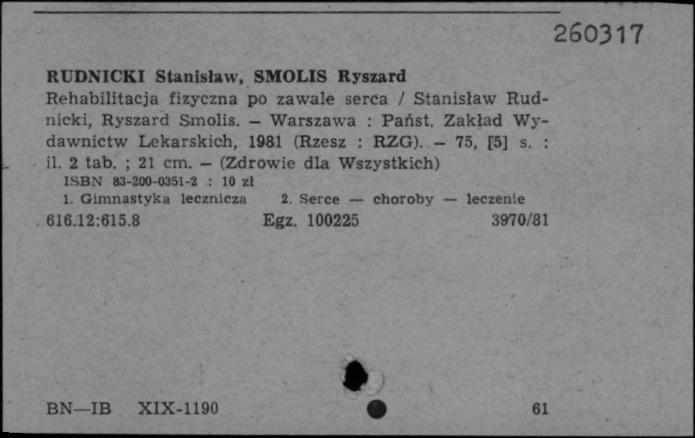 260317
RUDNICKI Stanisław, SMOLIS Ryszard
Rehabilitacja fizyczna po zawale serca / Stanisław Rud-
nicki, Ryszard Smolis. — Warszawa : Państ. Zakład Wy-
dawnictw Lekarskich, 1981 (Rzesz : RZG). — 75, [5] s. :
il. 2 tab. ; 21 cm. — (Zdrowie dla Wszystkich)
ISBN 83-200-0351-2 : 10 zł
1. Gimnastyka lecznicza 2. Serce — choroby — leczenie
616.12:615.8 Egz. 100225 3970/81
BN—IB XIX-1190 61